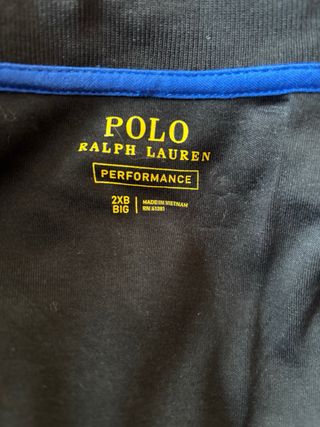 POLO
RALPH LAUREN
PERFORMANCE
2XB
BIG
MADE IN VIETNAM
RN 41381